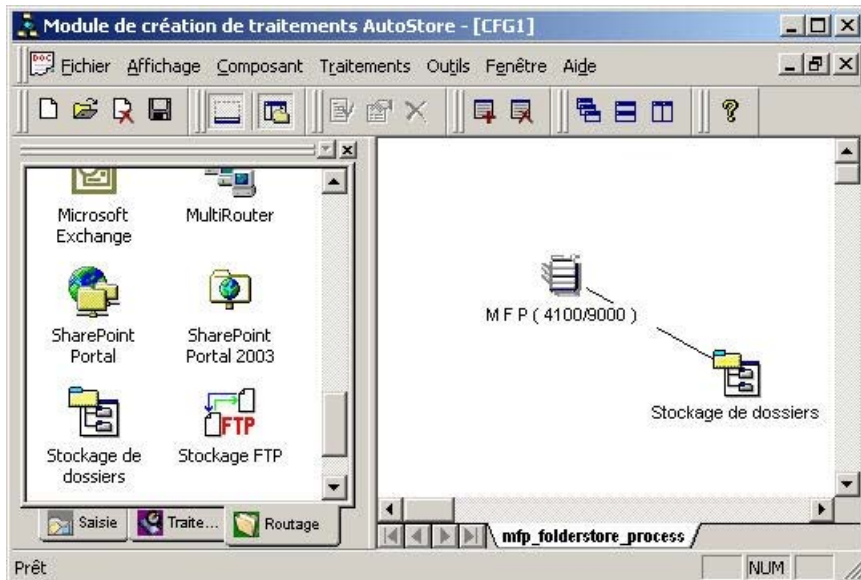 Module de création de traitements AutoStore - [CFG1]
Fichier Affichage Composant Traitements Outils Fenêtre Aide
Microsoft
Exchange
MultiRouter
SharePoint
Portal
SharePoint
Portal 2003
Stockage de
dossiers
FTP
Stockage FTP
Saisie Traite... Routage
M F P ( 4100/9000 )
Stockage de dossiers
mfp_folderstore_process
Prêt
NUM